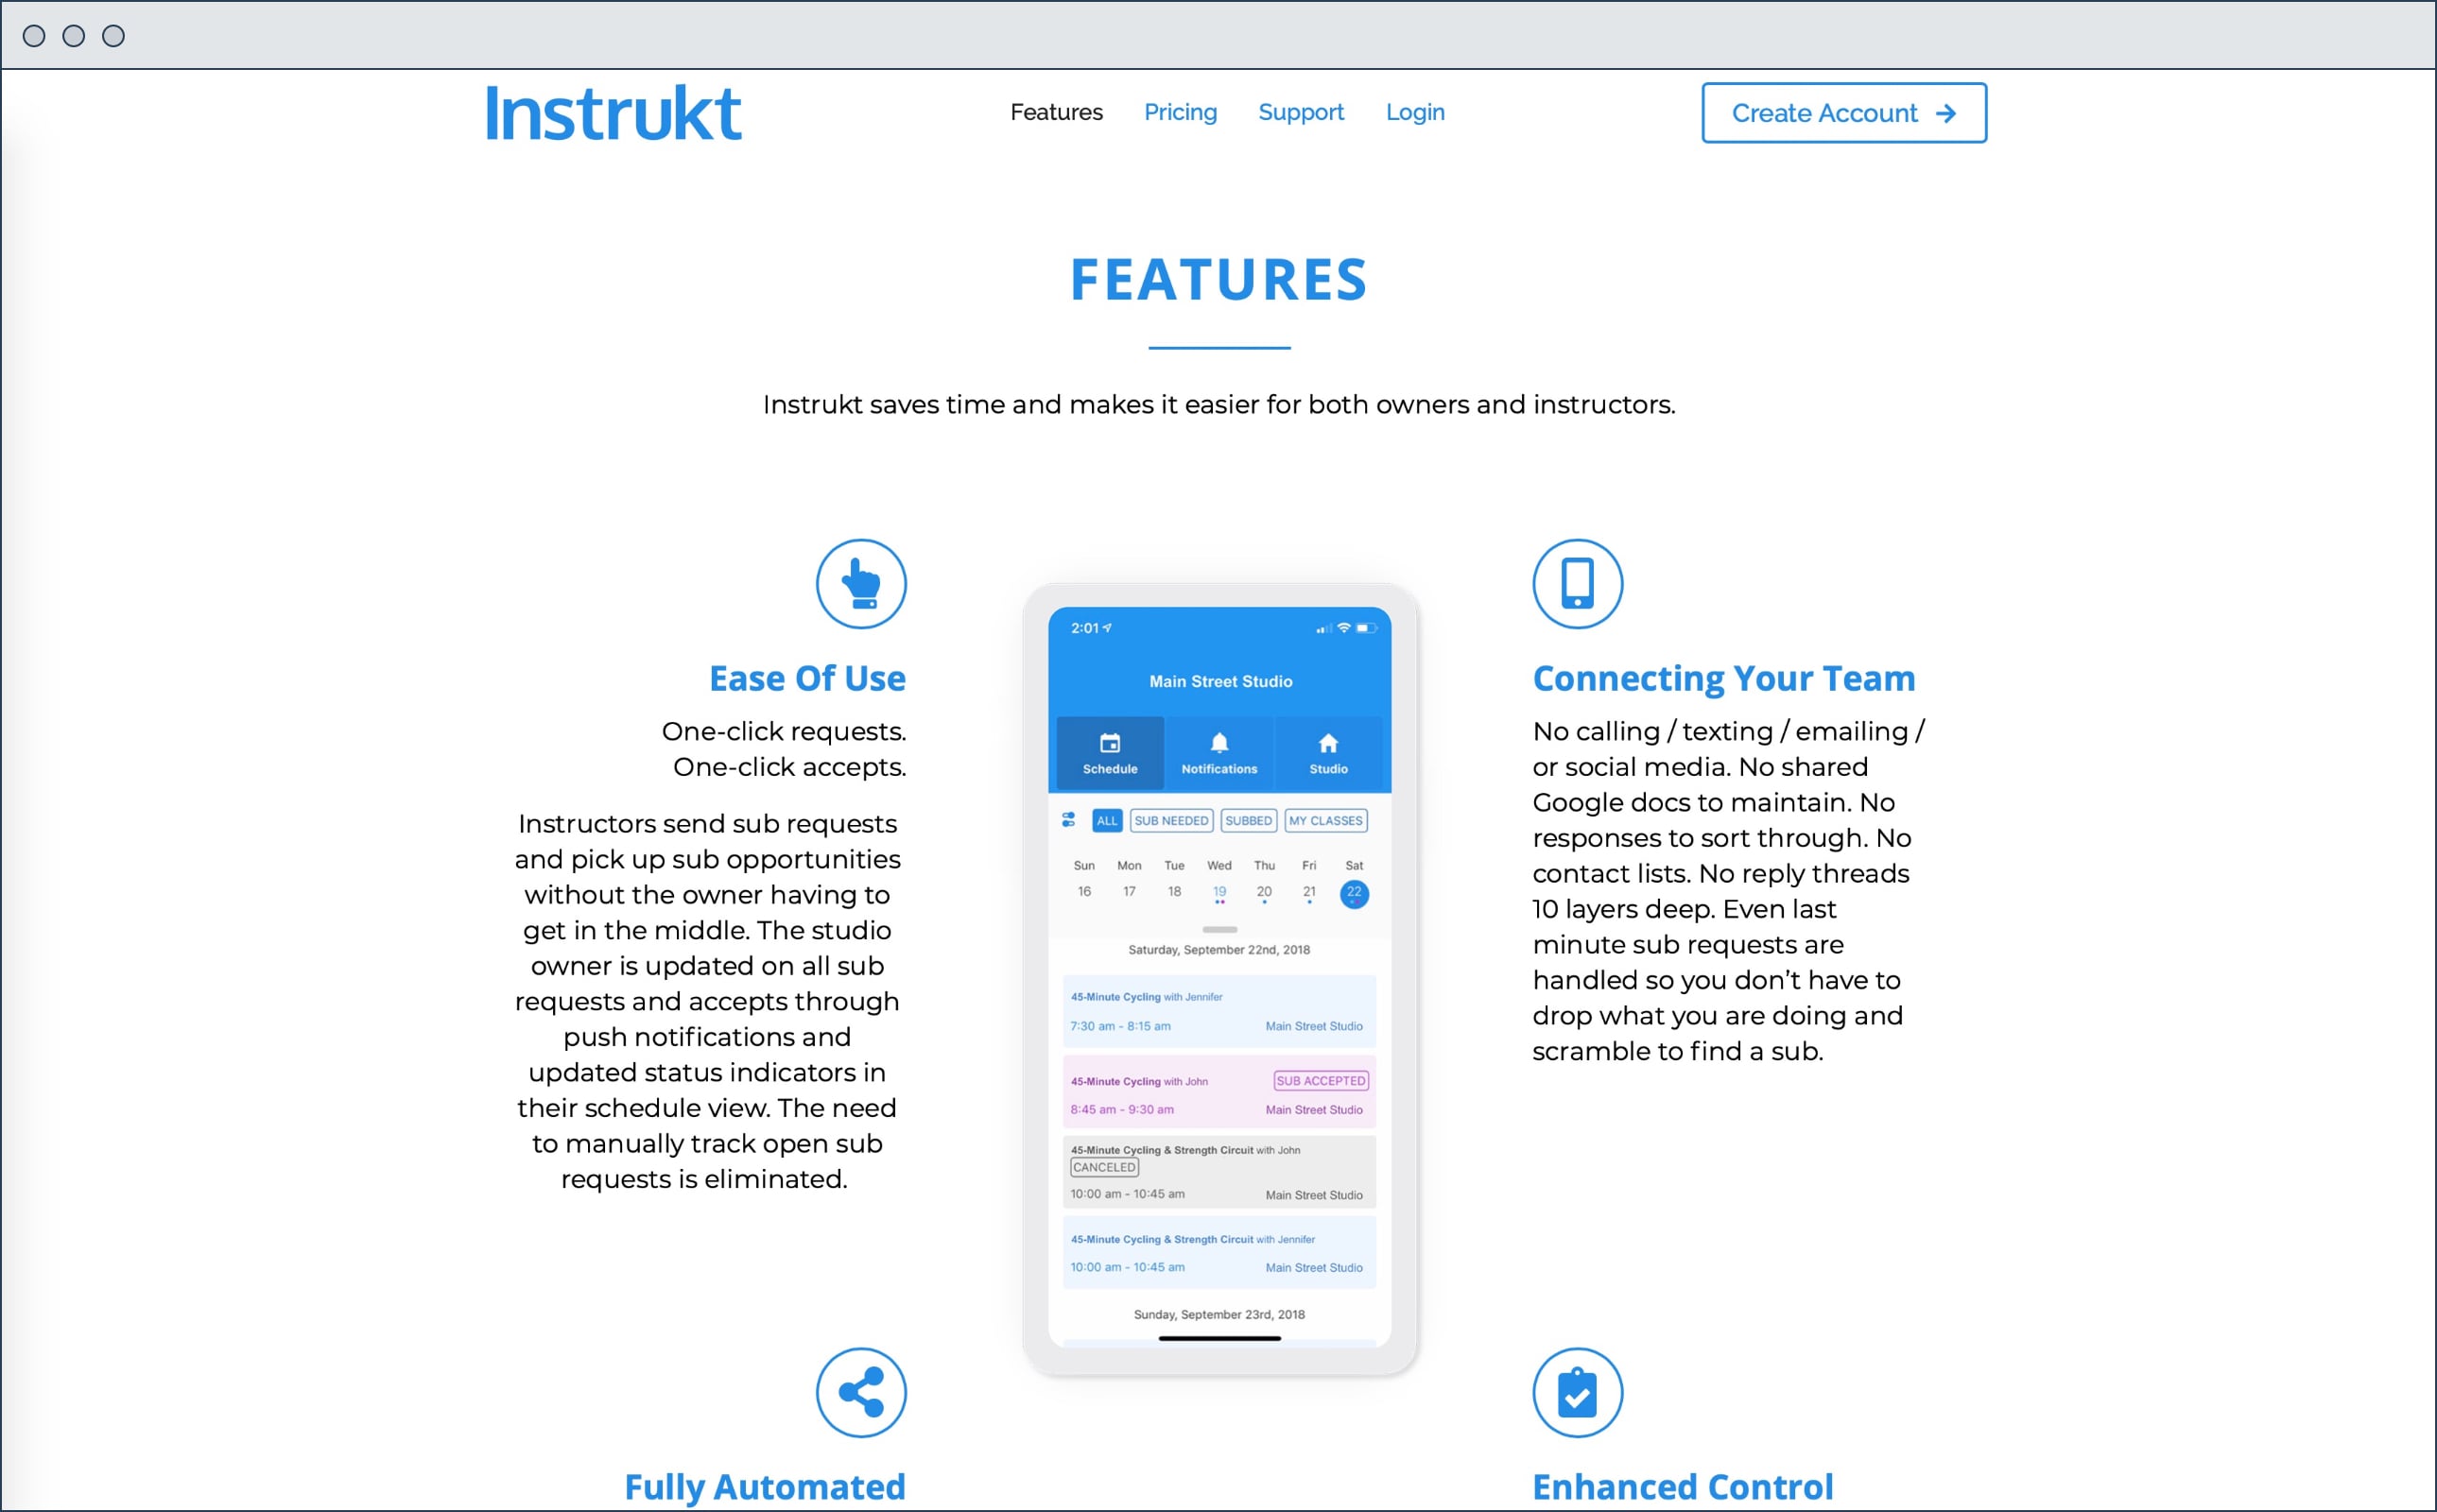 Instrukt
Features
Pricing
Support
Login
Create Account
FEATURES
Instrukt saves time and makes it easier for both owners and instructors.
Ease Of Use
One-click requests.
One-click accepts.
Instructors send sub requests
and pick up sub opportunities
without the owner having to
get in the middle. The studio
owner is updated on all sub
requests and accepts through
push notifications and
updated status indicators in
their schedule view. The need
to manually track open sub
requests is eliminated.
2:01
Main Street Studio
Schedule
Notifications
Studio
ALL
SUB NEEDED
SUBBED
MY CLASSES
Sun Mon Tue Wed Thu Fri Sat
16 17 18 19 20 21 22
Saturday, September 22nd, 2018
45-Minute Cycling with Jennifer
7:30 am - 8:15 am Main Street Studio
45-Minute Cycling with John SUB ACCEPTED
8:45 am - 9:30 am Main Street Studio
45-Minute Cycling & Strength Circuit with John
CANCELED
10:00 am - 10:45 am Main Street Studio
45-Minute Cycling & Strength Circuit with Jennifer
10:00 am - 10:45 am Main Street Studio
Sunday, September 23rd, 2018
Connecting Your Team
No calling / texting / emailing /
or social media. No shared
Google docs to maintain. No
responses to sort through. No
contact lists. No reply threads
10 layers deep. Even last
minute sub requests are
handled so you don’t have to
drop what you are doing and
scramble to find a sub.
Fully Automated
Enhanced Control